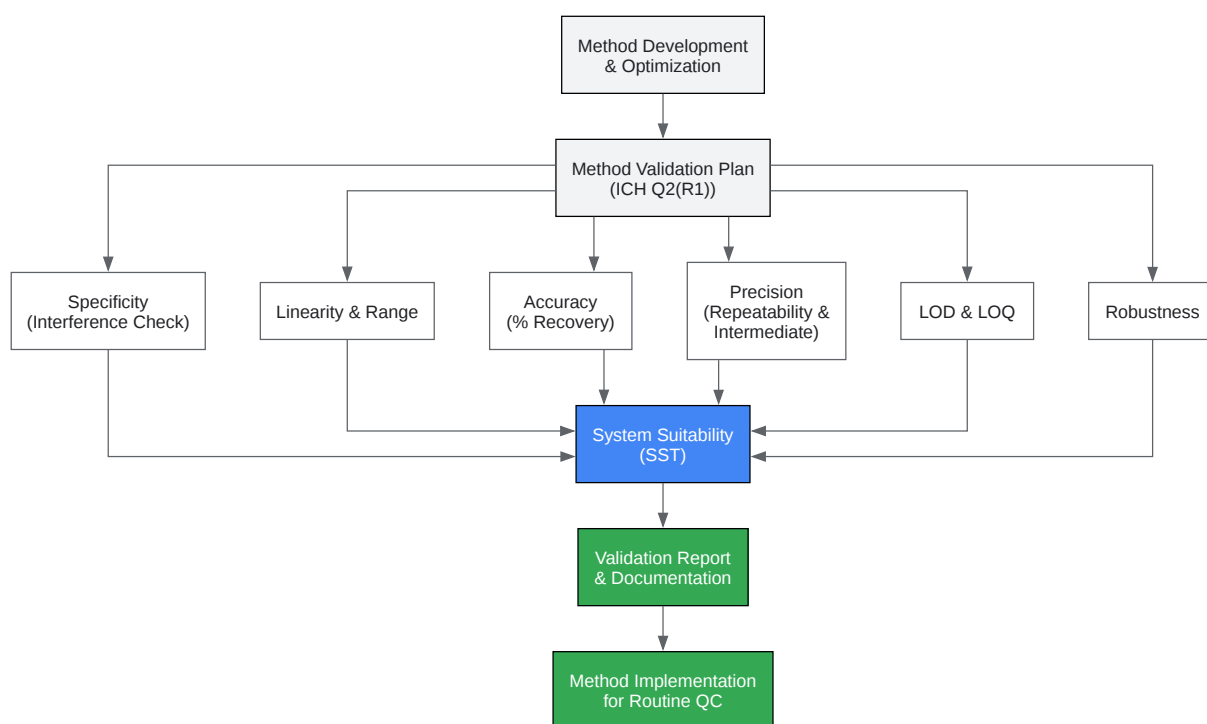 Method Development
& Optimization
Method Validation Plan
(ICH Q2(R1))
Specificity
(Interference Check)
Linearity & Range
Accuracy
(% Recovery)
Precision
(Repeatability &
Intermediate)
LOD & LOQ
Robustness
System Suitability
(SST)
Validation Report
& Documentation
Method Implementation
for Routine QC